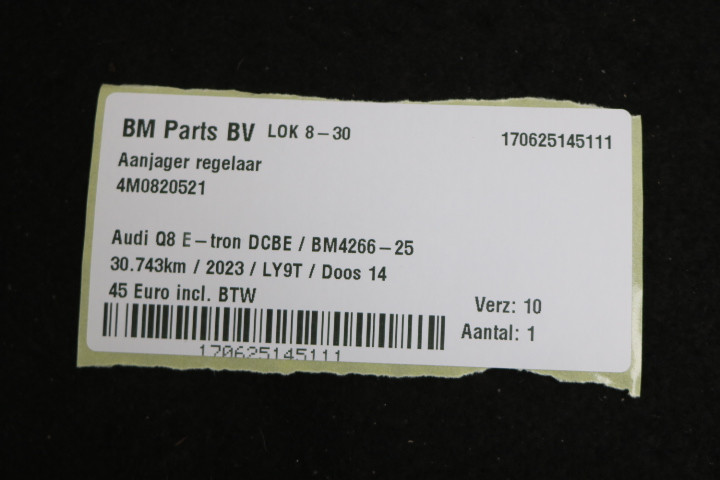 BM Parts BV LOK 8-30 170625145111
Aanjager regelaar
4M0820521
Audi Q8 E-tron DCBE / BM4266-25
30.743km / 2023 / LY9T / Doos 14
45 Euro incl. BTW
Verz: 10
Aantal: 1
170625145111